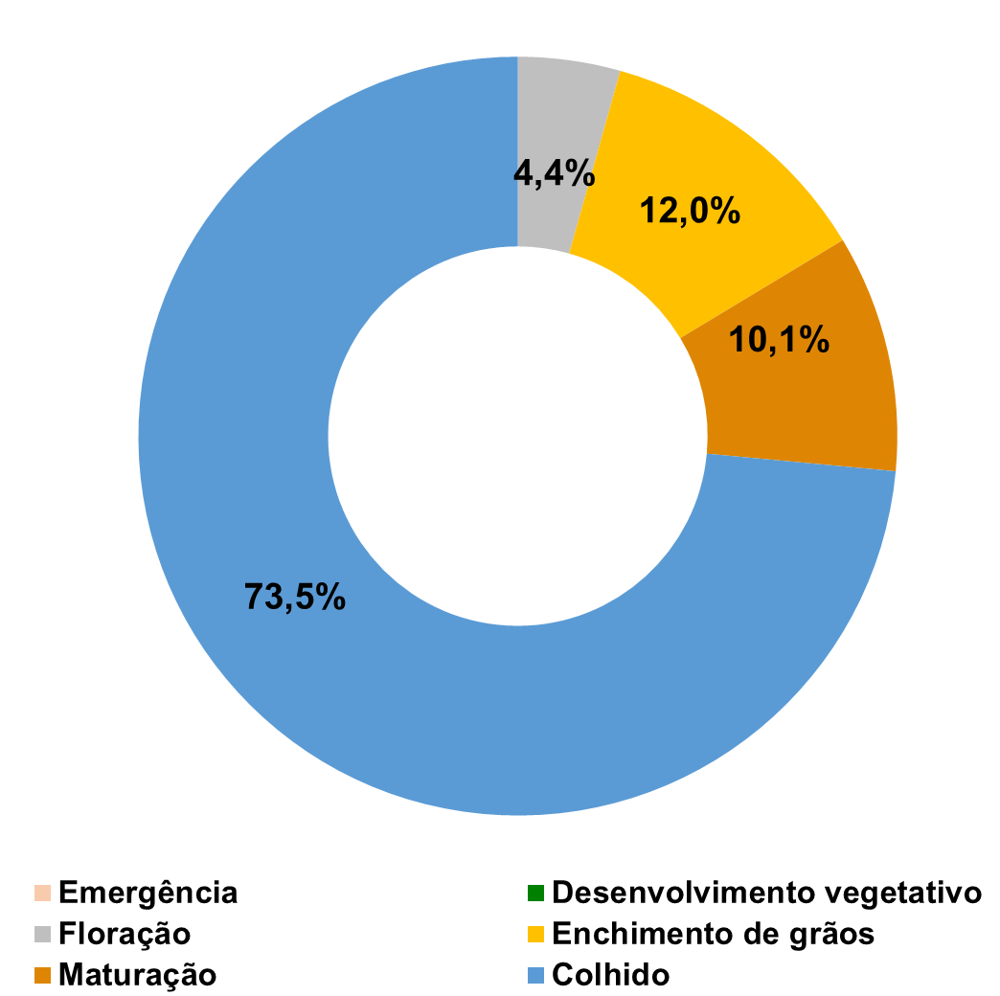 4,4%
12,0%
10,1%
73,5%
Emergência
Desenvolvimento vegetativo
Floração
Enchimento de grãos
Maturação
Colhido